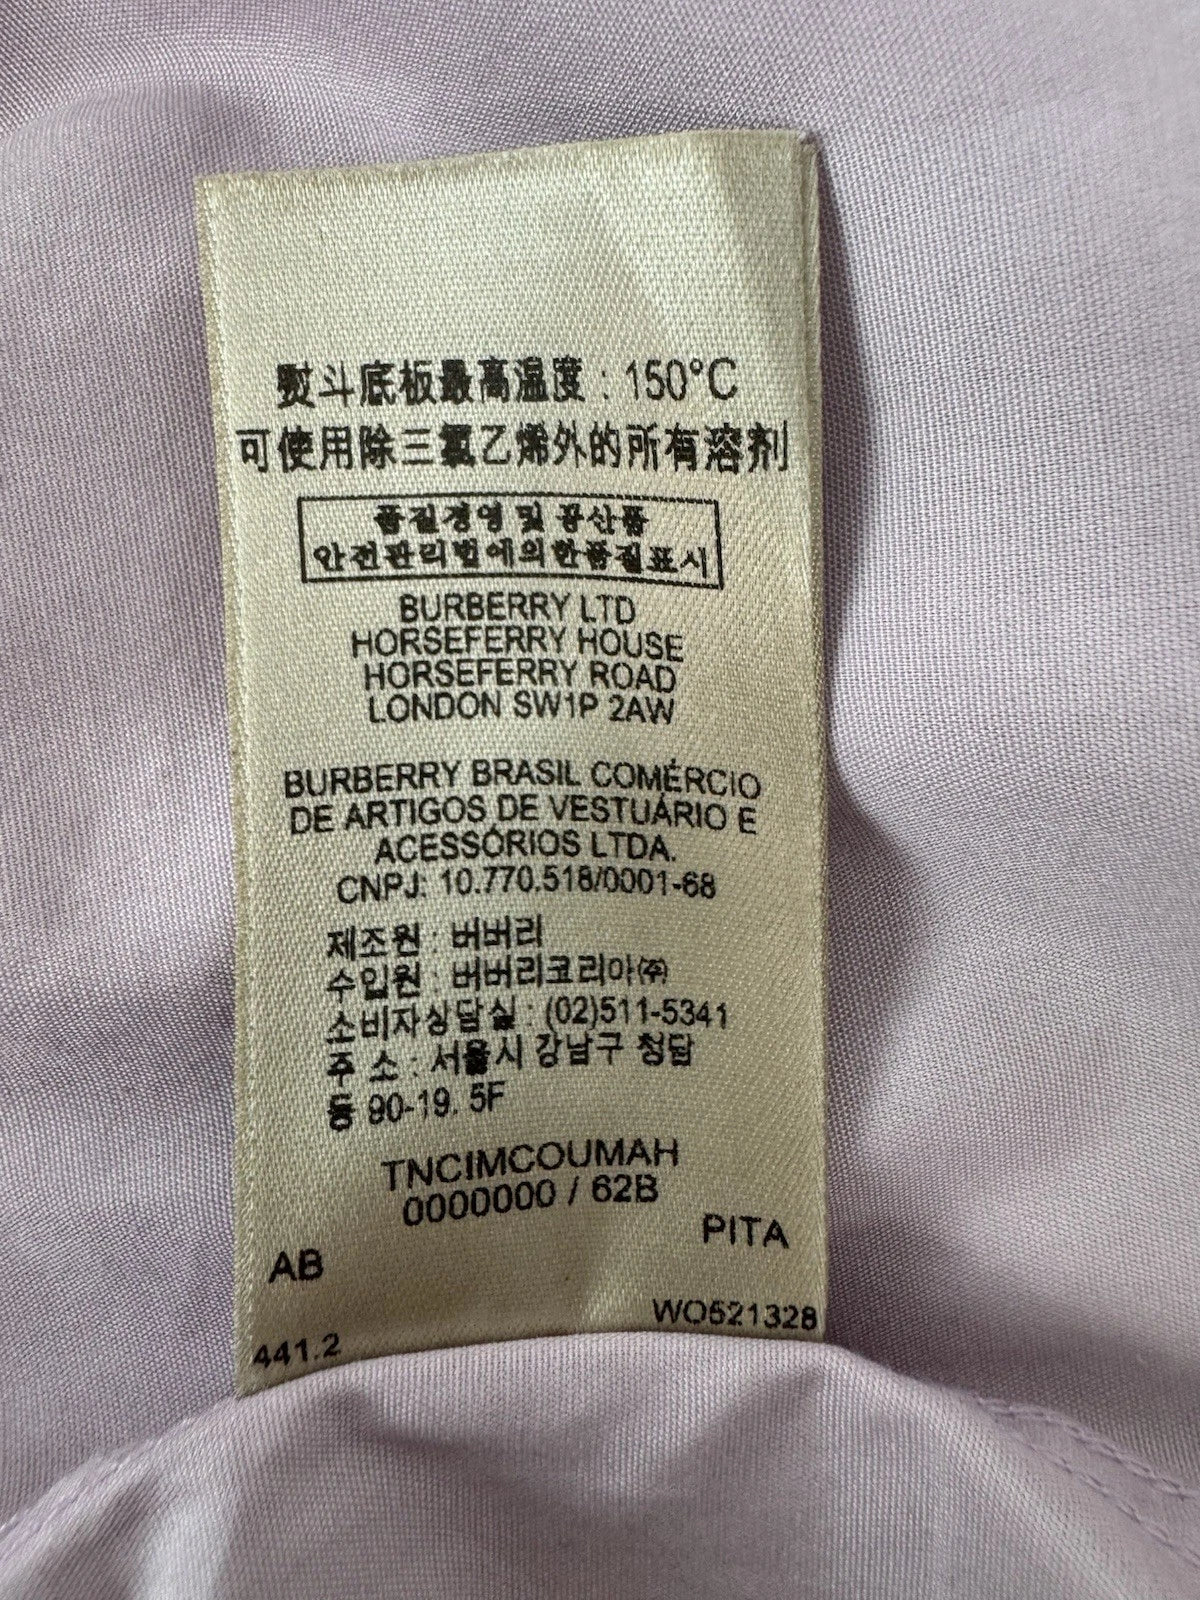 熨斗底板最高温度 : 150°C
可使用除三氯乙烯外的所有溶剂
품질경영 및 공산품
안전관리법에의한품질표시
BURBERRY LTD
HORSEFERRY HOUSE
HORSEFERRY ROAD
LONDON SW1P 2AW
BURBERRY BRASIL COMÉRCIO
DE ARTIGOS DE VESTUÁRIO E
ACESSÓRIOS LTDA.
CNPJ: 10.770.518/0001-68
제조원 : 버버리
수입원 : 버버리코리아㈜
소비자상담실 : (02)511-5341
주 소 : 서울시 강남구 청담
동 90-19. 5F
TNCIMCOUMAH
0000000 / 62B
PITA
AB
WO521328
441.2